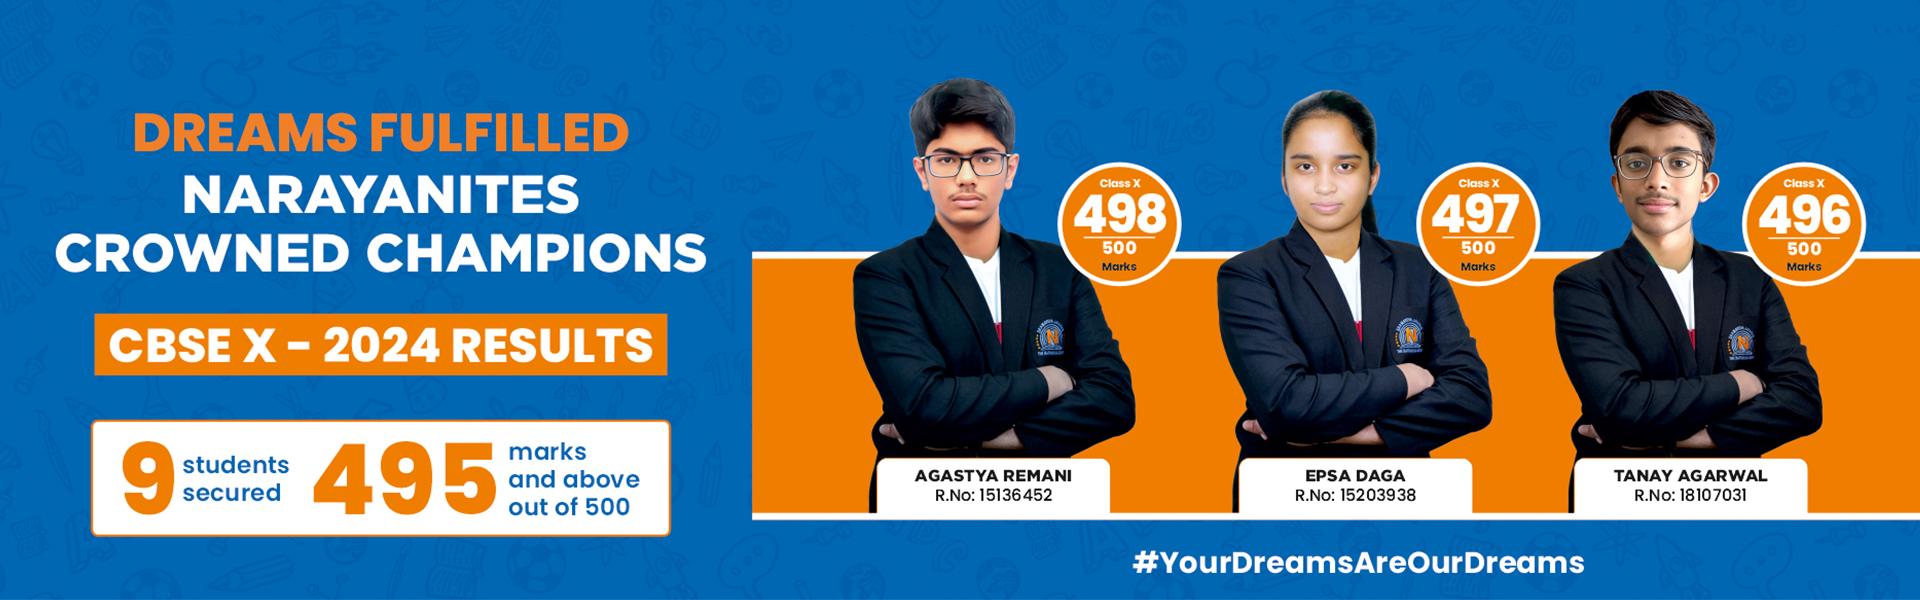 DREAMS FULFILLED
NARAYANITES
CROWNED CHAMPIONS
CBSE X - 2024 RESULTS
9 students secured
495 marks and above out of 500
Class X
498
500
Marks
AGASTYA REMANI
R.No: 15136452
Class X
497
500
Marks
EPSA DAGA
R.No: 15203938
Class X
496
500
Marks
TANAY AGARWAL
R.No: 18107031
#YourDreamsAreOurDreams